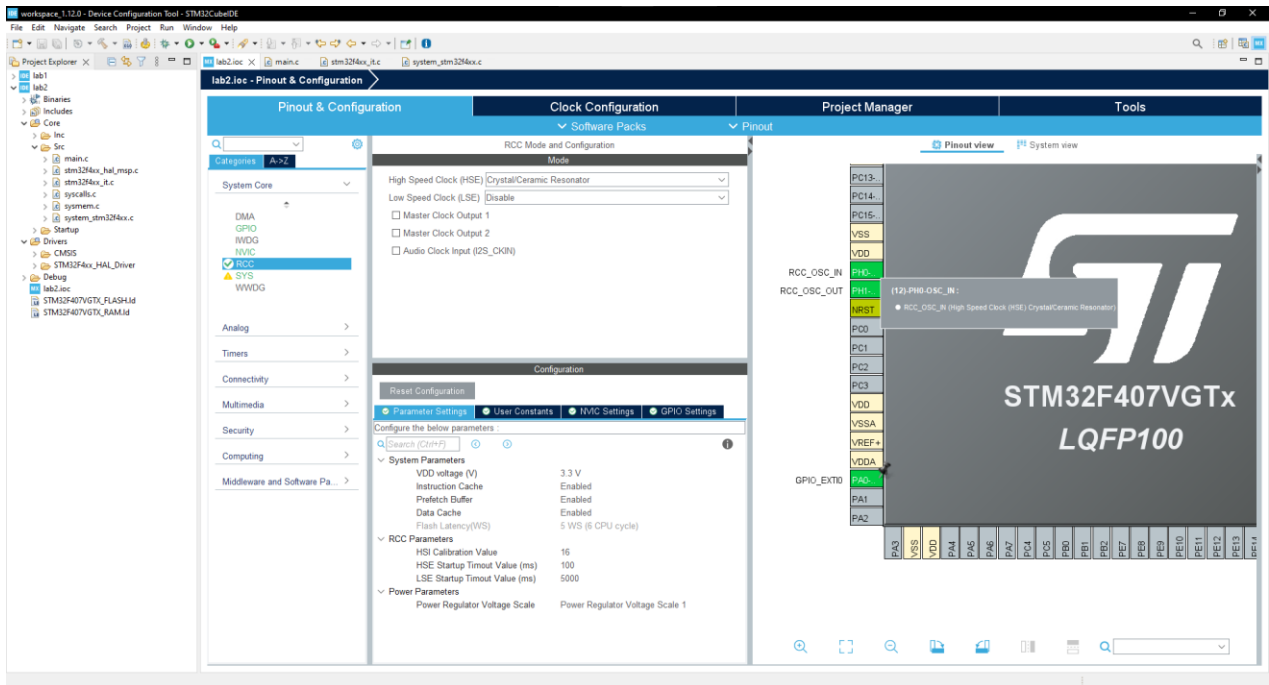 workspace_1.12.0 - Device Configuration Tool - STM32CubeIDE
File Edit Navigate Search Project Run Window Help
Project Explorer
lab2.ioc
main.c
stm32f4xx_it.c
system_stm32f4xx.c
lab1
lab2
Binaries
Includes
Core
Inc
Src
main.c
stm32f4xx_hal_msp.c
stm32f4xx_it.c
syscalls.c
sysmem.c
system_stm32f4xx.c
Startup
Drivers
CMSIS
STM32F4xx_HAL_Driver
Debug
lab2.ioc
STM32F407VGTX_FLASH.ld
STM32F407VGTX_RAM.ld
lab2.ioc - Pinout & Configuration
Pinout & Configuration
Clock Configuration
Project Manager
Tools
Software Packs
Pinout
Categories
A->Z
System Core
DMA
GPIO
IWDG
NVIC
RCC
SYS
WWDG
Analog
Timers
Connectivity
Multimedia
Security
Computing
Middleware and Software Pa...
RCC Mode and Configuration
Mode
High Speed Clock (HSE) Crystal/Ceramic Resonator
Low Speed Clock (LSE) Disable
Master Clock Output 1
Master Clock Output 2
Audio Clock Input (I2S_CKIN)
Configuration
Reset Configuration
Parameter Settings
User Constants
NVIC Settings
GPIO Settings
Configure the below parameters :
Search (Ctrl+F)
System Parameters
VDD voltage (V) 3.3 V
Instruction Cache Enabled
Prefetch Buffer Enabled
Data Cache Enabled
Flash Latency(WS) 5 WS (6 CPU cycle)
RCC Parameters
HSI Calibration Value 16
HSE Startup Timout Value (ms) 100
LSE Startup Timout Value (ms) 5000
Power Parameters
Power Regulator Voltage Scale Power Regulator Voltage Scale 1
Pinout view
System view
PC13-..
PC14-..
PC15-..
VSS
VDD
RCC_OSC_IN PH0-..
RCC_OSC_OUT PH1-..
NRST
PC0
PC1
PC2
PC3
VDD
VSSA
VREF+
VDDA
GPIO_EXTI0 PA0-..
PA1
PA2
(12)-PH0-OSC_IN :
RCC_OSC_IN (High Speed Clock (HSE) Crystal/Ceramic Resonator)
STM32F407VGTx
LQFP100
PA3
VSS
VDD
PA4
PA5
PA6
PA7
PC4
PC5
PB0
PB1
PB2
PE7
PE8
PE9
PE10
PE11
PE12
PE13